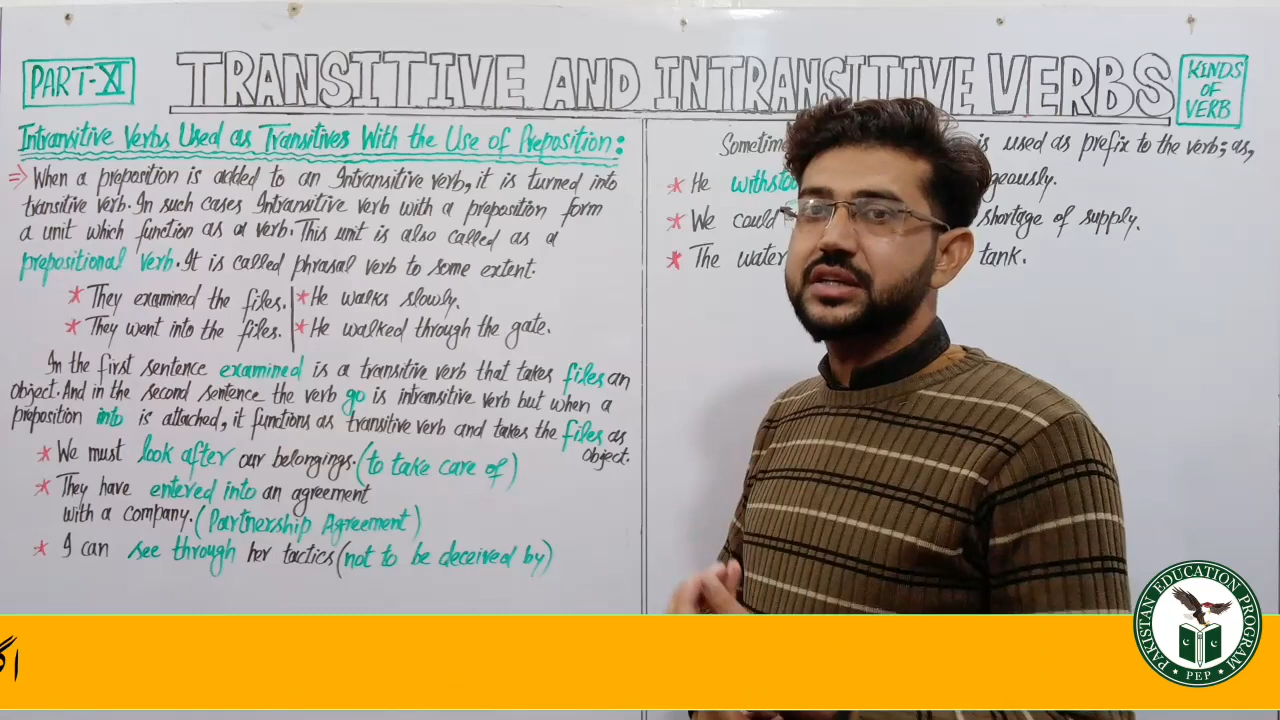 PART-XI
TRANSITIVE AND INTRANSITIVE VERBS
KINDS
OF
VERB
Intransitive Verbs Used as Transitives With the Use of Preposition:
⇒ When a preposition is added to an Intransitive verb, it is turned into
transitive verb. In such cases Intransitive verb with a preposition form
a unit which function as a verb. This unit is also called as a
prepositional verb. It is called phrasal verb to some extent.
* They examined the files. | * He walks slowly.
* They went into the files. | * He walked through the gate.
In the first sentence examined is a transitive verb that takes files an
object. And in the second sentence the verb go is intransitive verb but when a
preposition into is attached, it functions as transitive verb and takes the files as
object.
* We must look after our belongings. (to take care of)
* They have entered into an agreement
with a company. (Partnership Agreement)
* I can see through her tactics (not to be deceived by)
is used as prefix to the verb; as,
* He
* We could shortage of supply.
* The water tank.
PAKISTAN EDUCATION PROGRAM
PEP